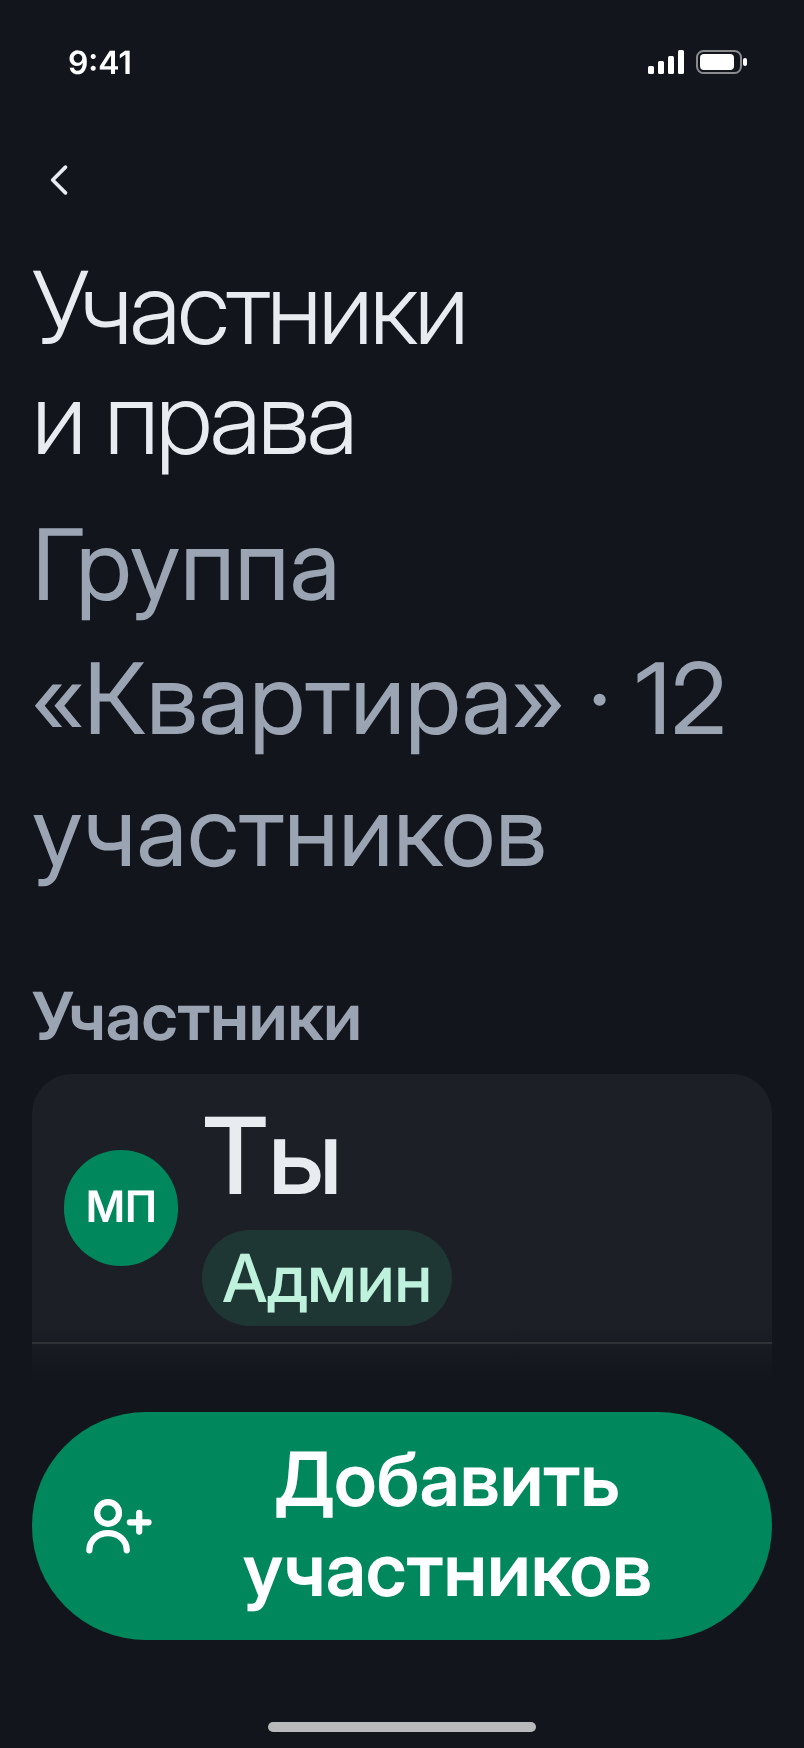 9:41
Участники
и права
Группа
«Квартира» · 12
участников
Участники
МП
Ты
Админ
Добавить
участников